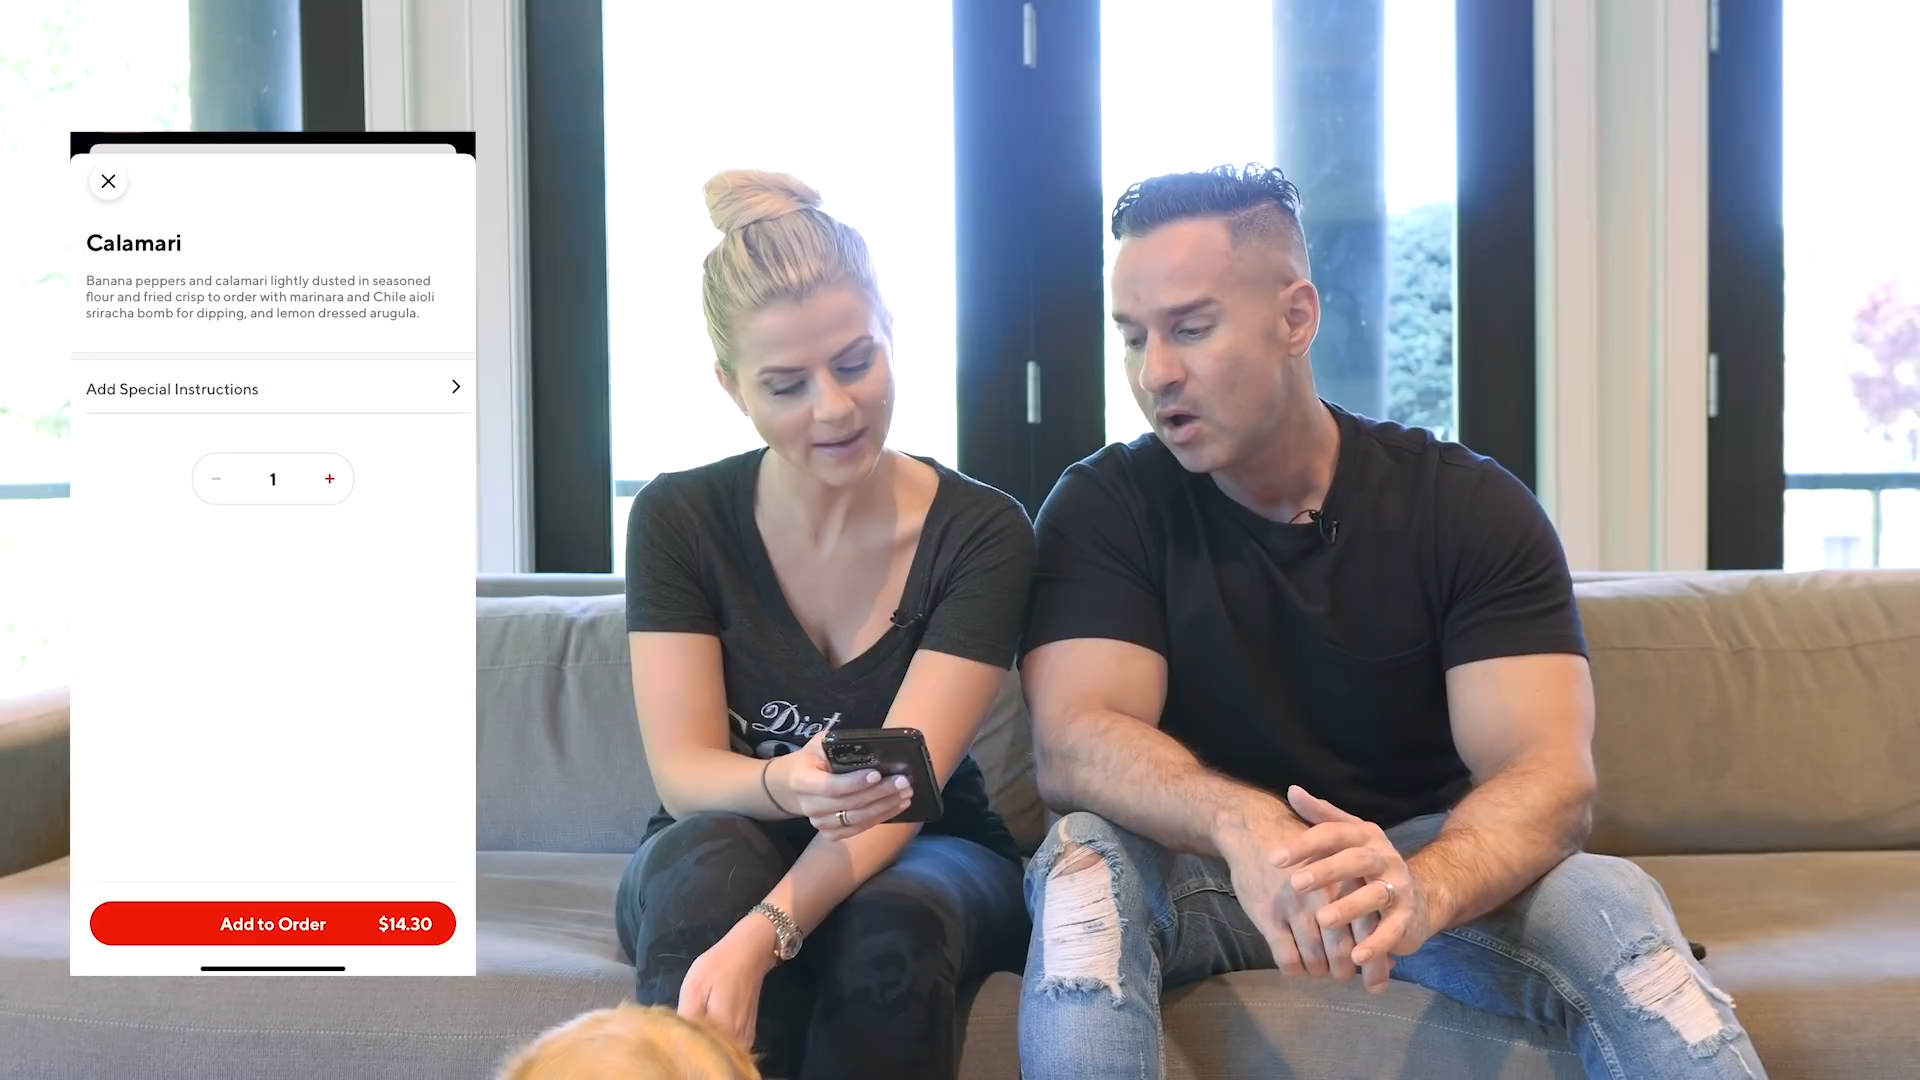 Calamari
Banana peppers and calamari lightly dusted in seasoned
flour and fried crisp to order with marinara and Chile aioli
sriracha bomb for dipping, and lemon dressed arugula.
Add Special Instructions
− 1 +
Add to Order $14.30
Diet